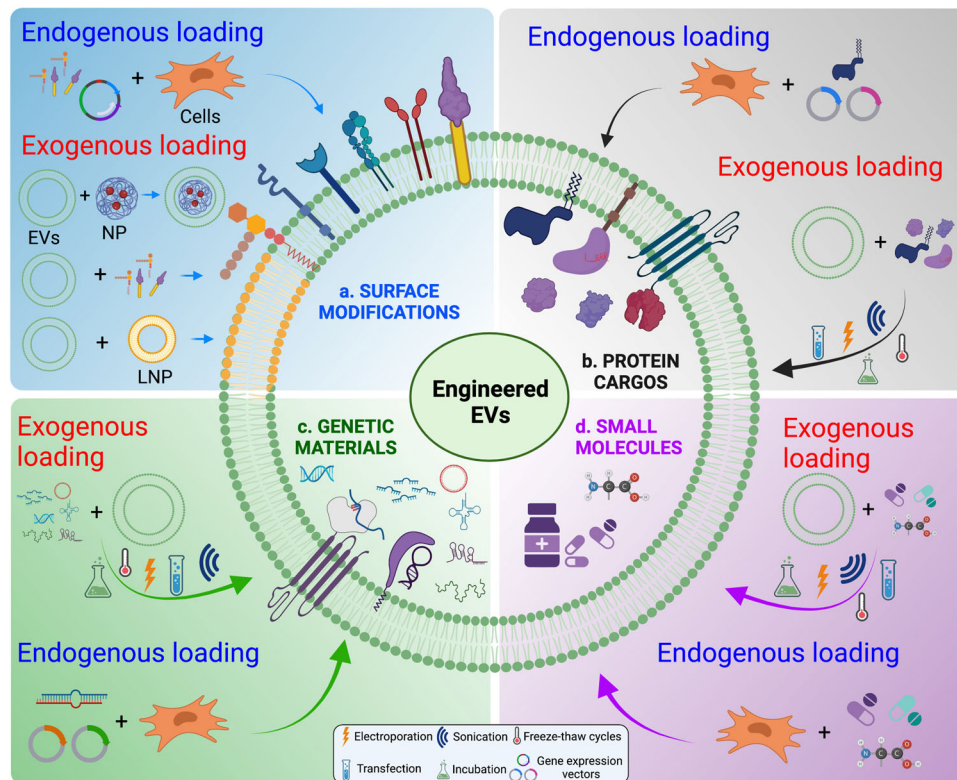 Endogenous loading
+
Cells
Exogenous loading
+
EVs
NP
+
+
LNP
a. SURFACE
MODIFICATIONS
Endogenous loading
+
Exogenous loading
+
b. PROTEIN
CARGOS
Engineered
EVs
c. GENETIC
MATERIALS
Exogenous
loading
+
Endogenous loading
+
d. SMALL
MOLECULES
Exogenous
loading
+
Endogenous loading
+
Electroporation
Sonication
Freeze-thaw cycles
Transfection
Incubation
Gene expression
vectors